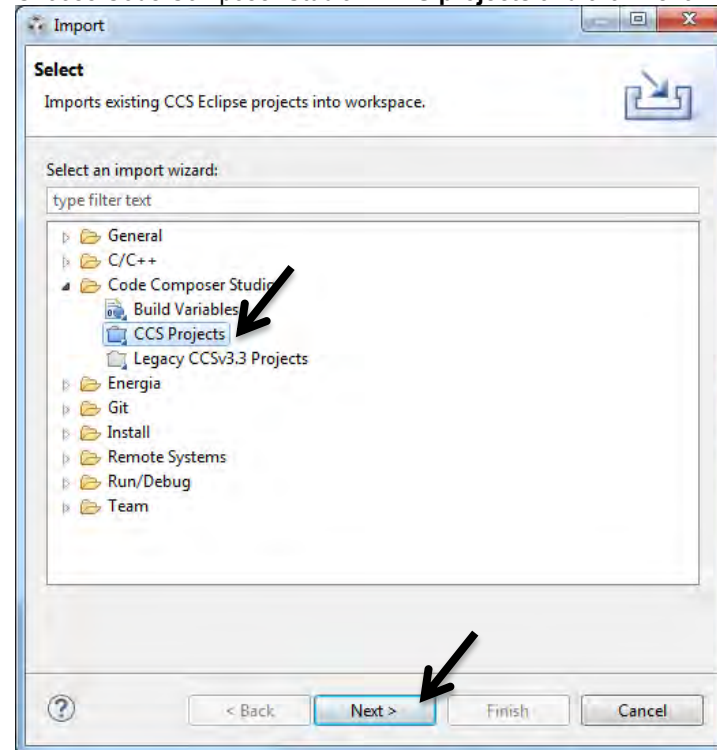 Import
Select
Imports existing CCS Eclipse projects into workspace.
Select an import wizard:
type filter text
General
C/C++
Code Composer Studio
Build Variables
CCS Projects
Legacy CCSv3.3 Projects
Energia
Git
Install
Remote Systems
Run/Debug
Team
< Back
Next >
Finish
Cancel